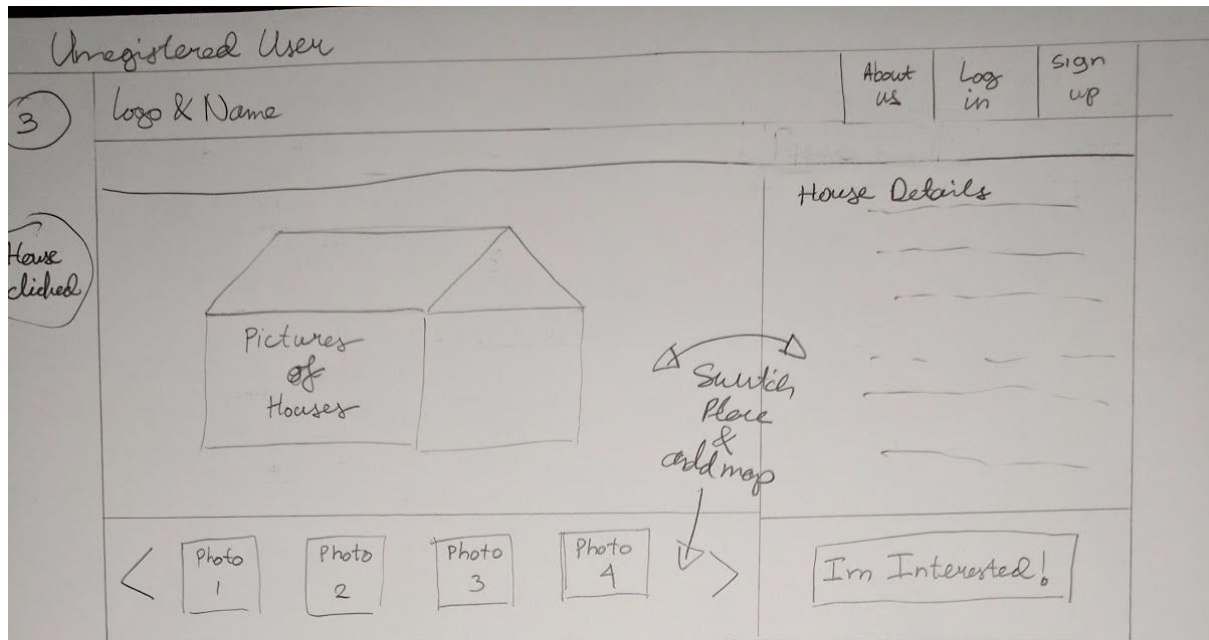 Unregistered User
3
Logo & Name
About
us
Log
in
Sign
up
House
clicked
House Details
Pictures
of
Houses
Switch
Place
&
add map
Photo
1
Photo
2
Photo
3
Photo
4
Im Interested!